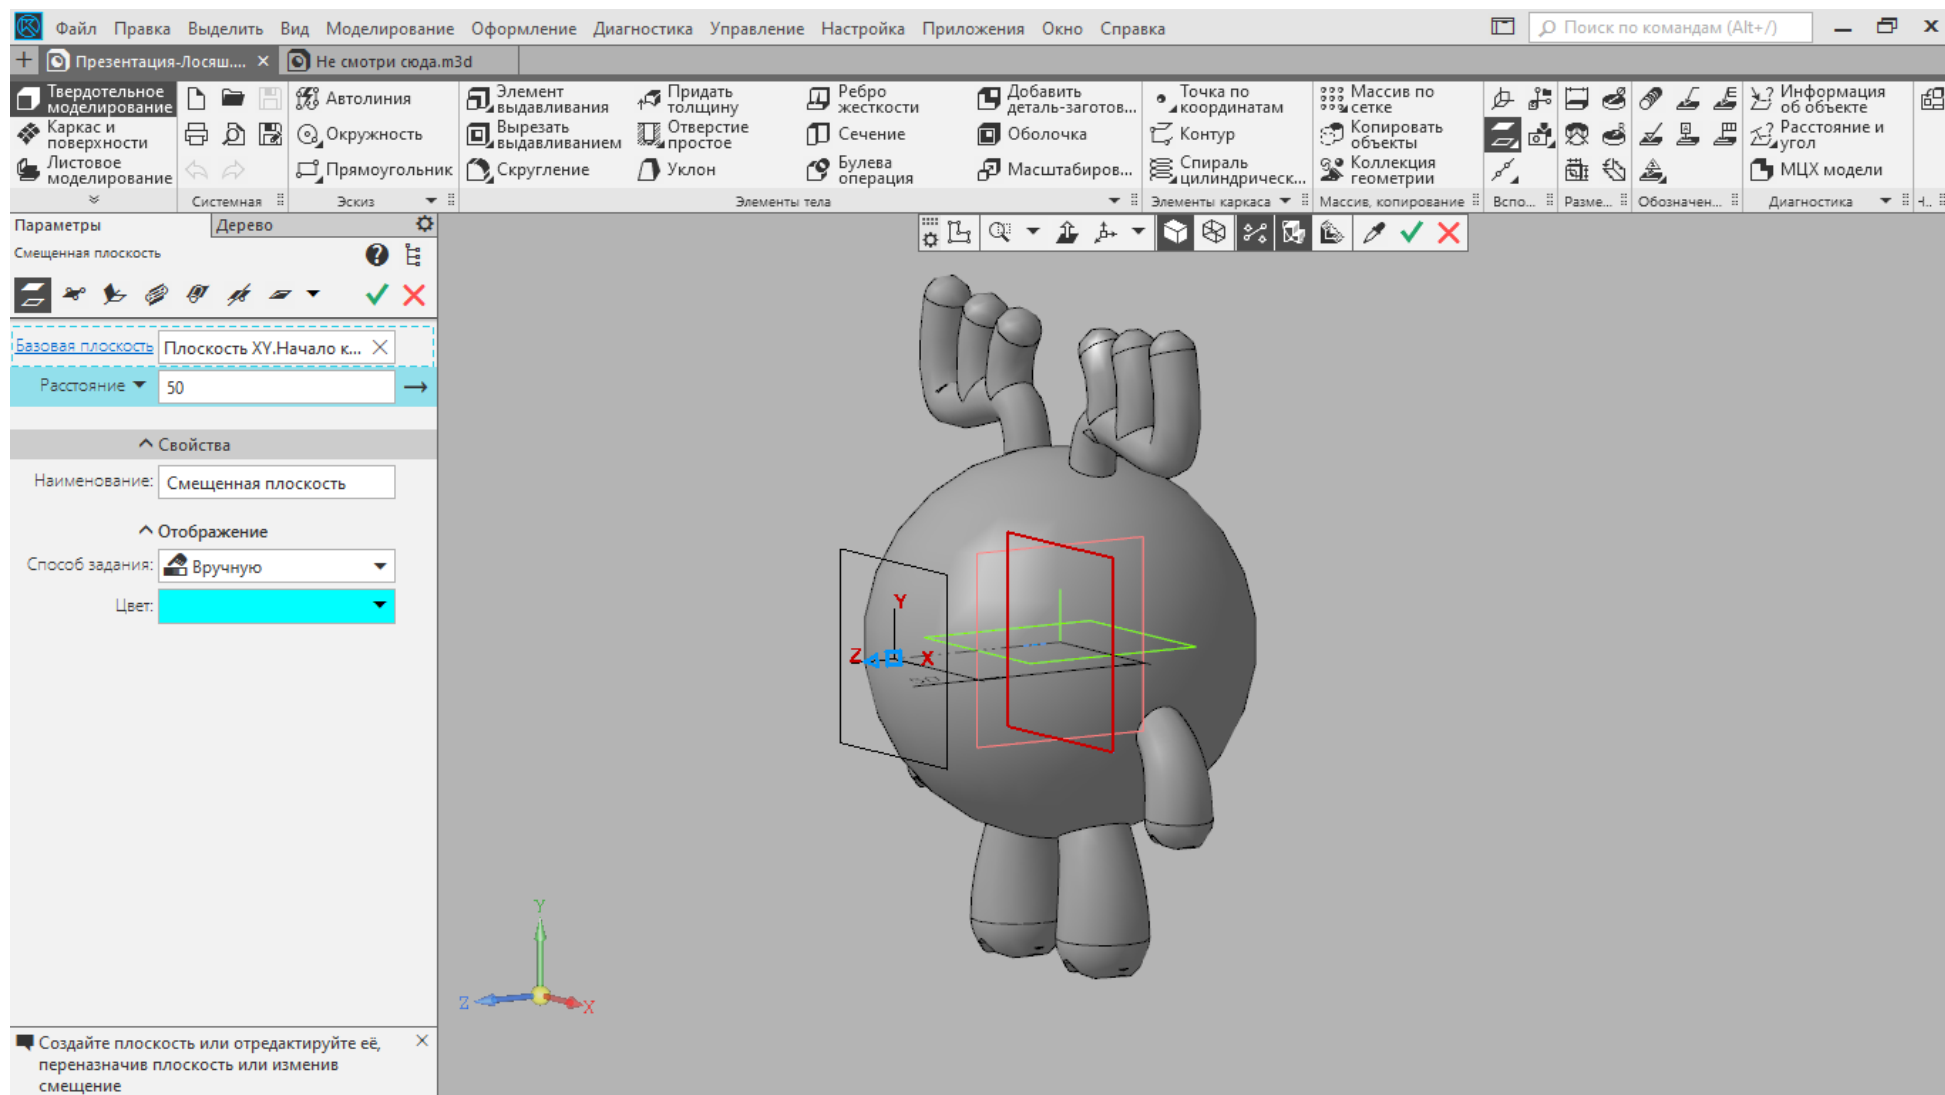 Файл Правка Выделить Вид Моделирование Оформление Диагностика Управление Настройка Приложения Окно Справка
Поиск по командам (Alt+/)
Презентация-Лосяш....
Не смотри сюда.m3d
Твердотельное моделирование
Каркас и поверхности
Листовое моделирование
Системная
Автолиния
Окружность
Прямоугольник
Эскиз
Элемент выдавливания
Вырезать выдавливанием
Скругление
Придать толщину
Отверстие простое
Уклон
Ребро жесткости
Сечение
Булева операция
Добавить деталь-заготов...
Оболочка
Масштабиров...
Элементы тела
Точка по координатам
Контур
Спираль цилиндрическ...
Элементы каркаса
Массив по сетке
Копировать объекты
Коллекция геометрии
Массив, копирование
Вспо...
Разме...
Обозначен...
Информация об объекте
Расстояние и угол
МЦХ модели
Диагностика
Параметры
Дерево
Смещенная плоскость
Базовая плоскость
Плоскость XY.Начало к...
Расстояние
50
Свойства
Наименование:
Смещенная плоскость
Отображение
Способ задания:
Вручную
Цвет:
Y
Z
X
50
Y
Z
X
Создайте плоскость или отредактируйте её,
переназначив плоскость или изменив
смещение